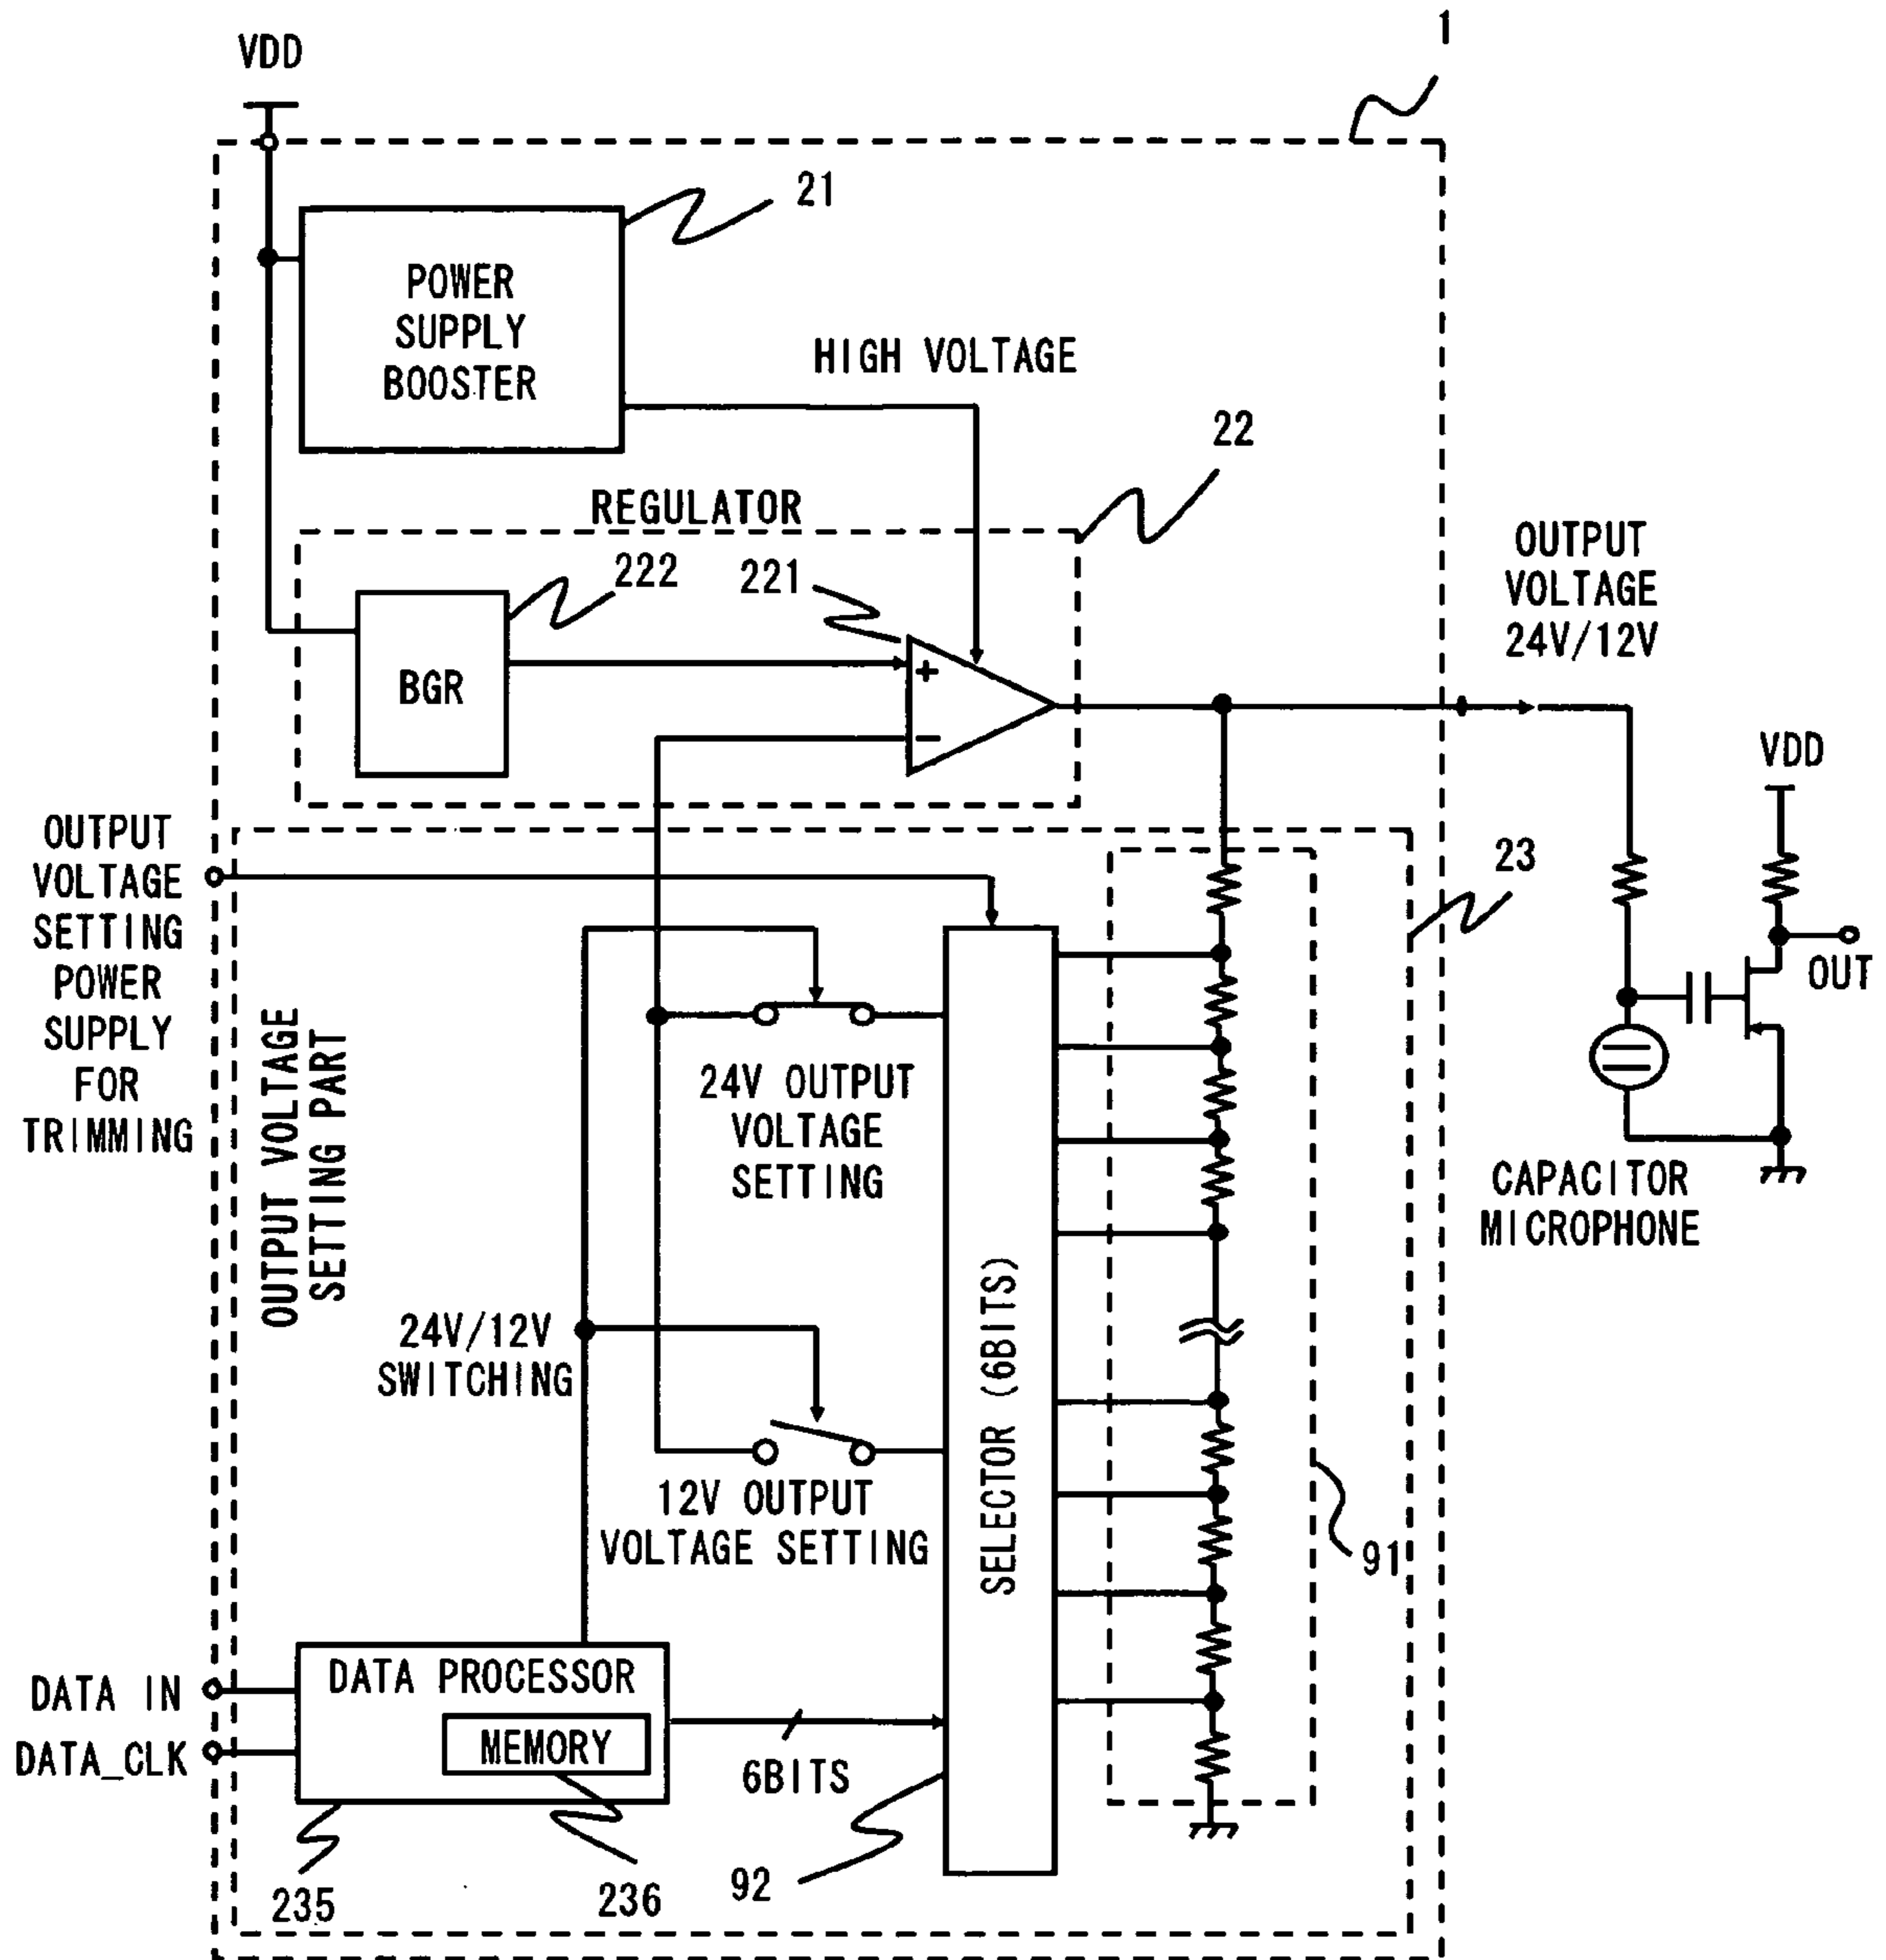 1
VDD
21
POWER
SUPPLY
BOOSTER
HIGH VOLTAGE
22
REGULATOR
222
221
BGR
+
−
OUTPUT
VOLTAGE
24V/12V
VDD
OUTPUT
VOLTAGE
SETTING
POWER
SUPPLY
FOR
TRIMMING
23
OUT
OUTPUT VOLTAGE
SETTING PART
24V OUTPUT
VOLTAGE
SETTING
CAPACITOR
MICROPHONE
24V/12V
SWITCHING
SELECTOR (6BITS)
12V OUTPUT
VOLTAGE SETTING
91
DATA PROCESSOR
DATA IN
MEMORY
DATA_CLK
6BITS
235
236
92